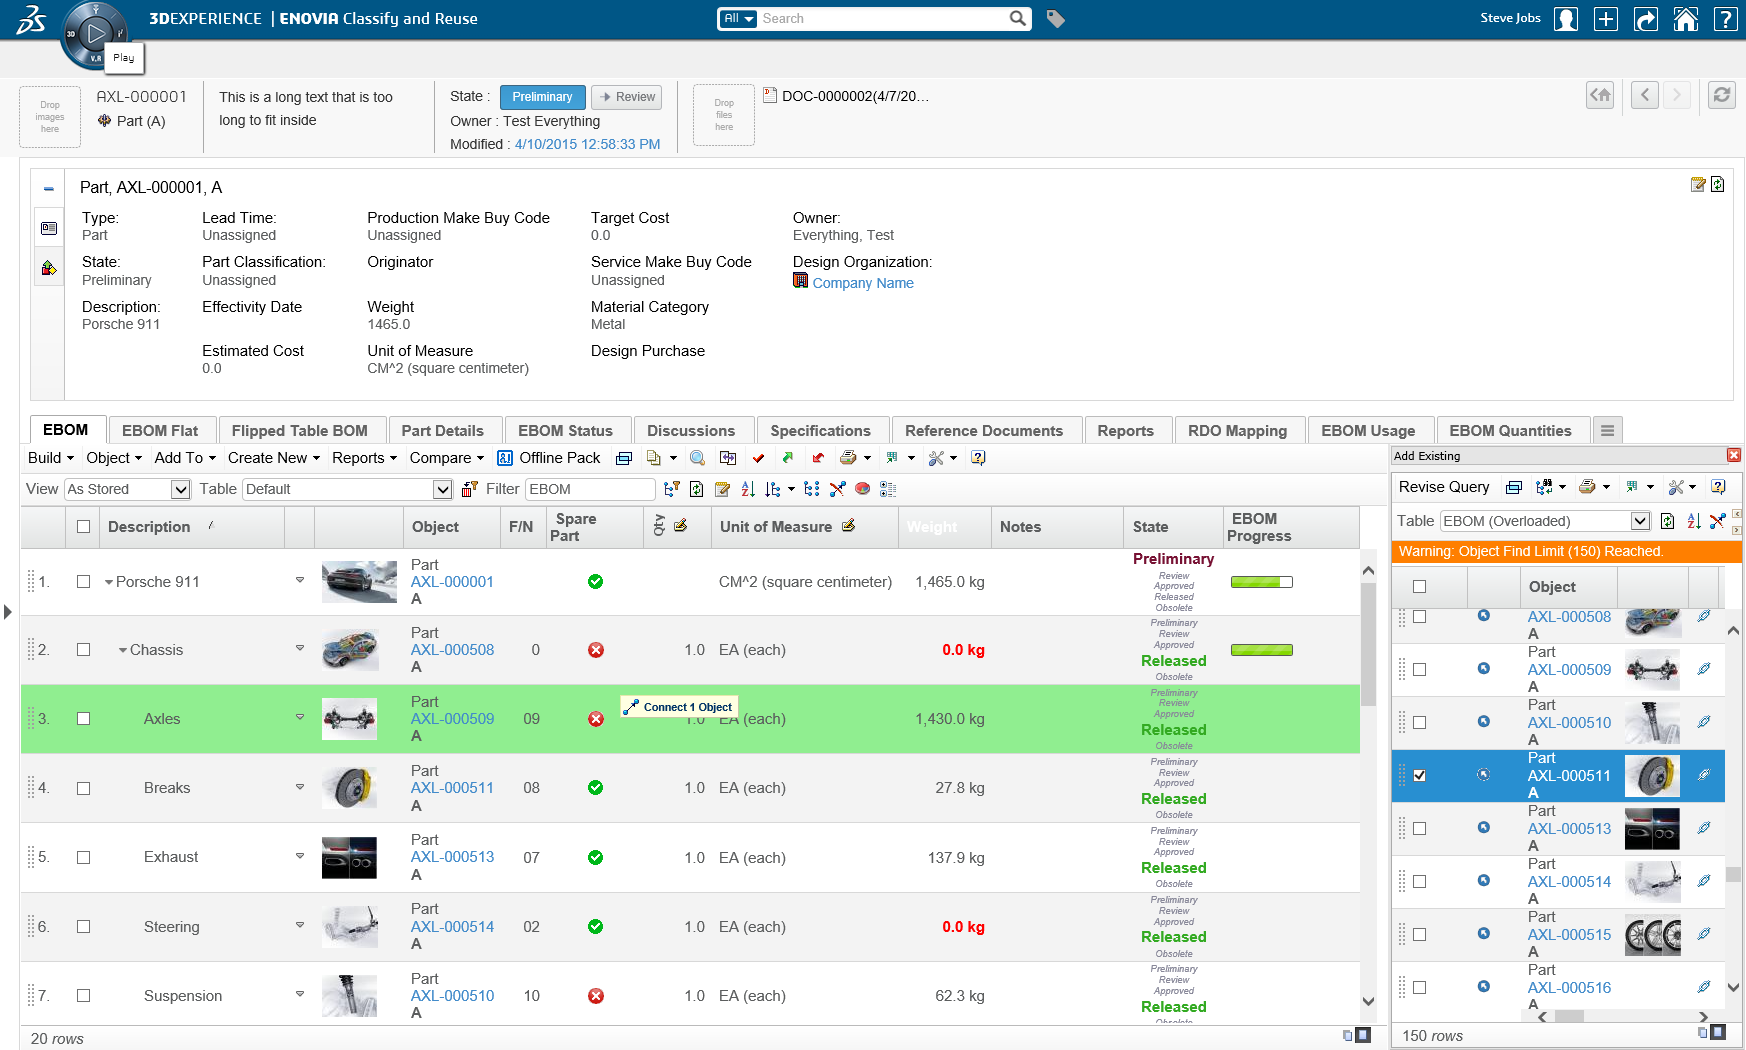 3DEXPERIENCE | ENOVIA Classify and Reuse
All
Search
Steve Jobs
3D
V.R
Play
Drop images here
AXL-000001
Part (A)
This is a long text that is too
long to fit inside
State : Preliminary Review
Owner : Test Everything
Modified : 4/10/2015 12:58:33 PM
Drop files here
DOC-0000002(4/7/20...
Part, AXL-000001, A
Type: Lead Time: Production Make Buy Code Target Cost Owner:
Part Unassigned Unassigned 0.0 Everything, Test
State: Part Classification: Originator Service Make Buy Code Design Organization:
Preliminary Unassigned Unassigned Company Name
Description: Effectivity Date Weight Material Category
Porsche 911 1465.0 Metal
Estimated Cost Unit of Measure Design Purchase
0.0 CM^2 (square centimeter)
EBOM EBOM Flat Flipped Table BOM Part Details EBOM Status Discussions Specifications Reference Documents Reports RDO Mapping EBOM Usage EBOM Quantities
Build Object Add To Create New Reports Compare Offline Pack
View As Stored Table Default Filter EBOM
Description Object F/N Spare Part Qty Unit of Measure Weight Notes State EBOM Progress
1. Porsche 911 Part AXL-000001 A CM^2 (square centimeter) 1,465.0 kg Preliminary Review Approved Released Obsolete
2. Chassis Part AXL-000508 A 0 1.0 EA (each) 0.0 kg Preliminary Review Approved Released Obsolete
3. Axles Part AXL-000509 A 09 1.0 EA (each) 1,430.0 kg Preliminary Review Approved Released Obsolete
Connect 1 Object
4. Breaks Part AXL-000511 A 08 1.0 EA (each) 27.8 kg Preliminary Review Approved Released Obsolete
5. Exhaust Part AXL-000513 A 07 1.0 EA (each) 137.9 kg Preliminary Review Approved Released Obsolete
6. Steering Part AXL-000514 A 02 1.0 EA (each) 0.0 kg Preliminary Review Approved Released Obsolete
7. Suspension Part AXL-000510 A 10 1.0 EA (each) 62.3 kg Preliminary Review Approved Released Obsolete
20 rows
Add Existing
Revise Query
Table EBOM (Overloaded)
Warning: Object Find Limit (150) Reached.
Object
AXL-000508
A
Part
AXL-000509
A
Part
AXL-000510
A
Part
AXL-000511
A
Part
AXL-000513
A
Part
AXL-000514
A
Part
AXL-000515
A
Part
AXL-000516
A
150 rows